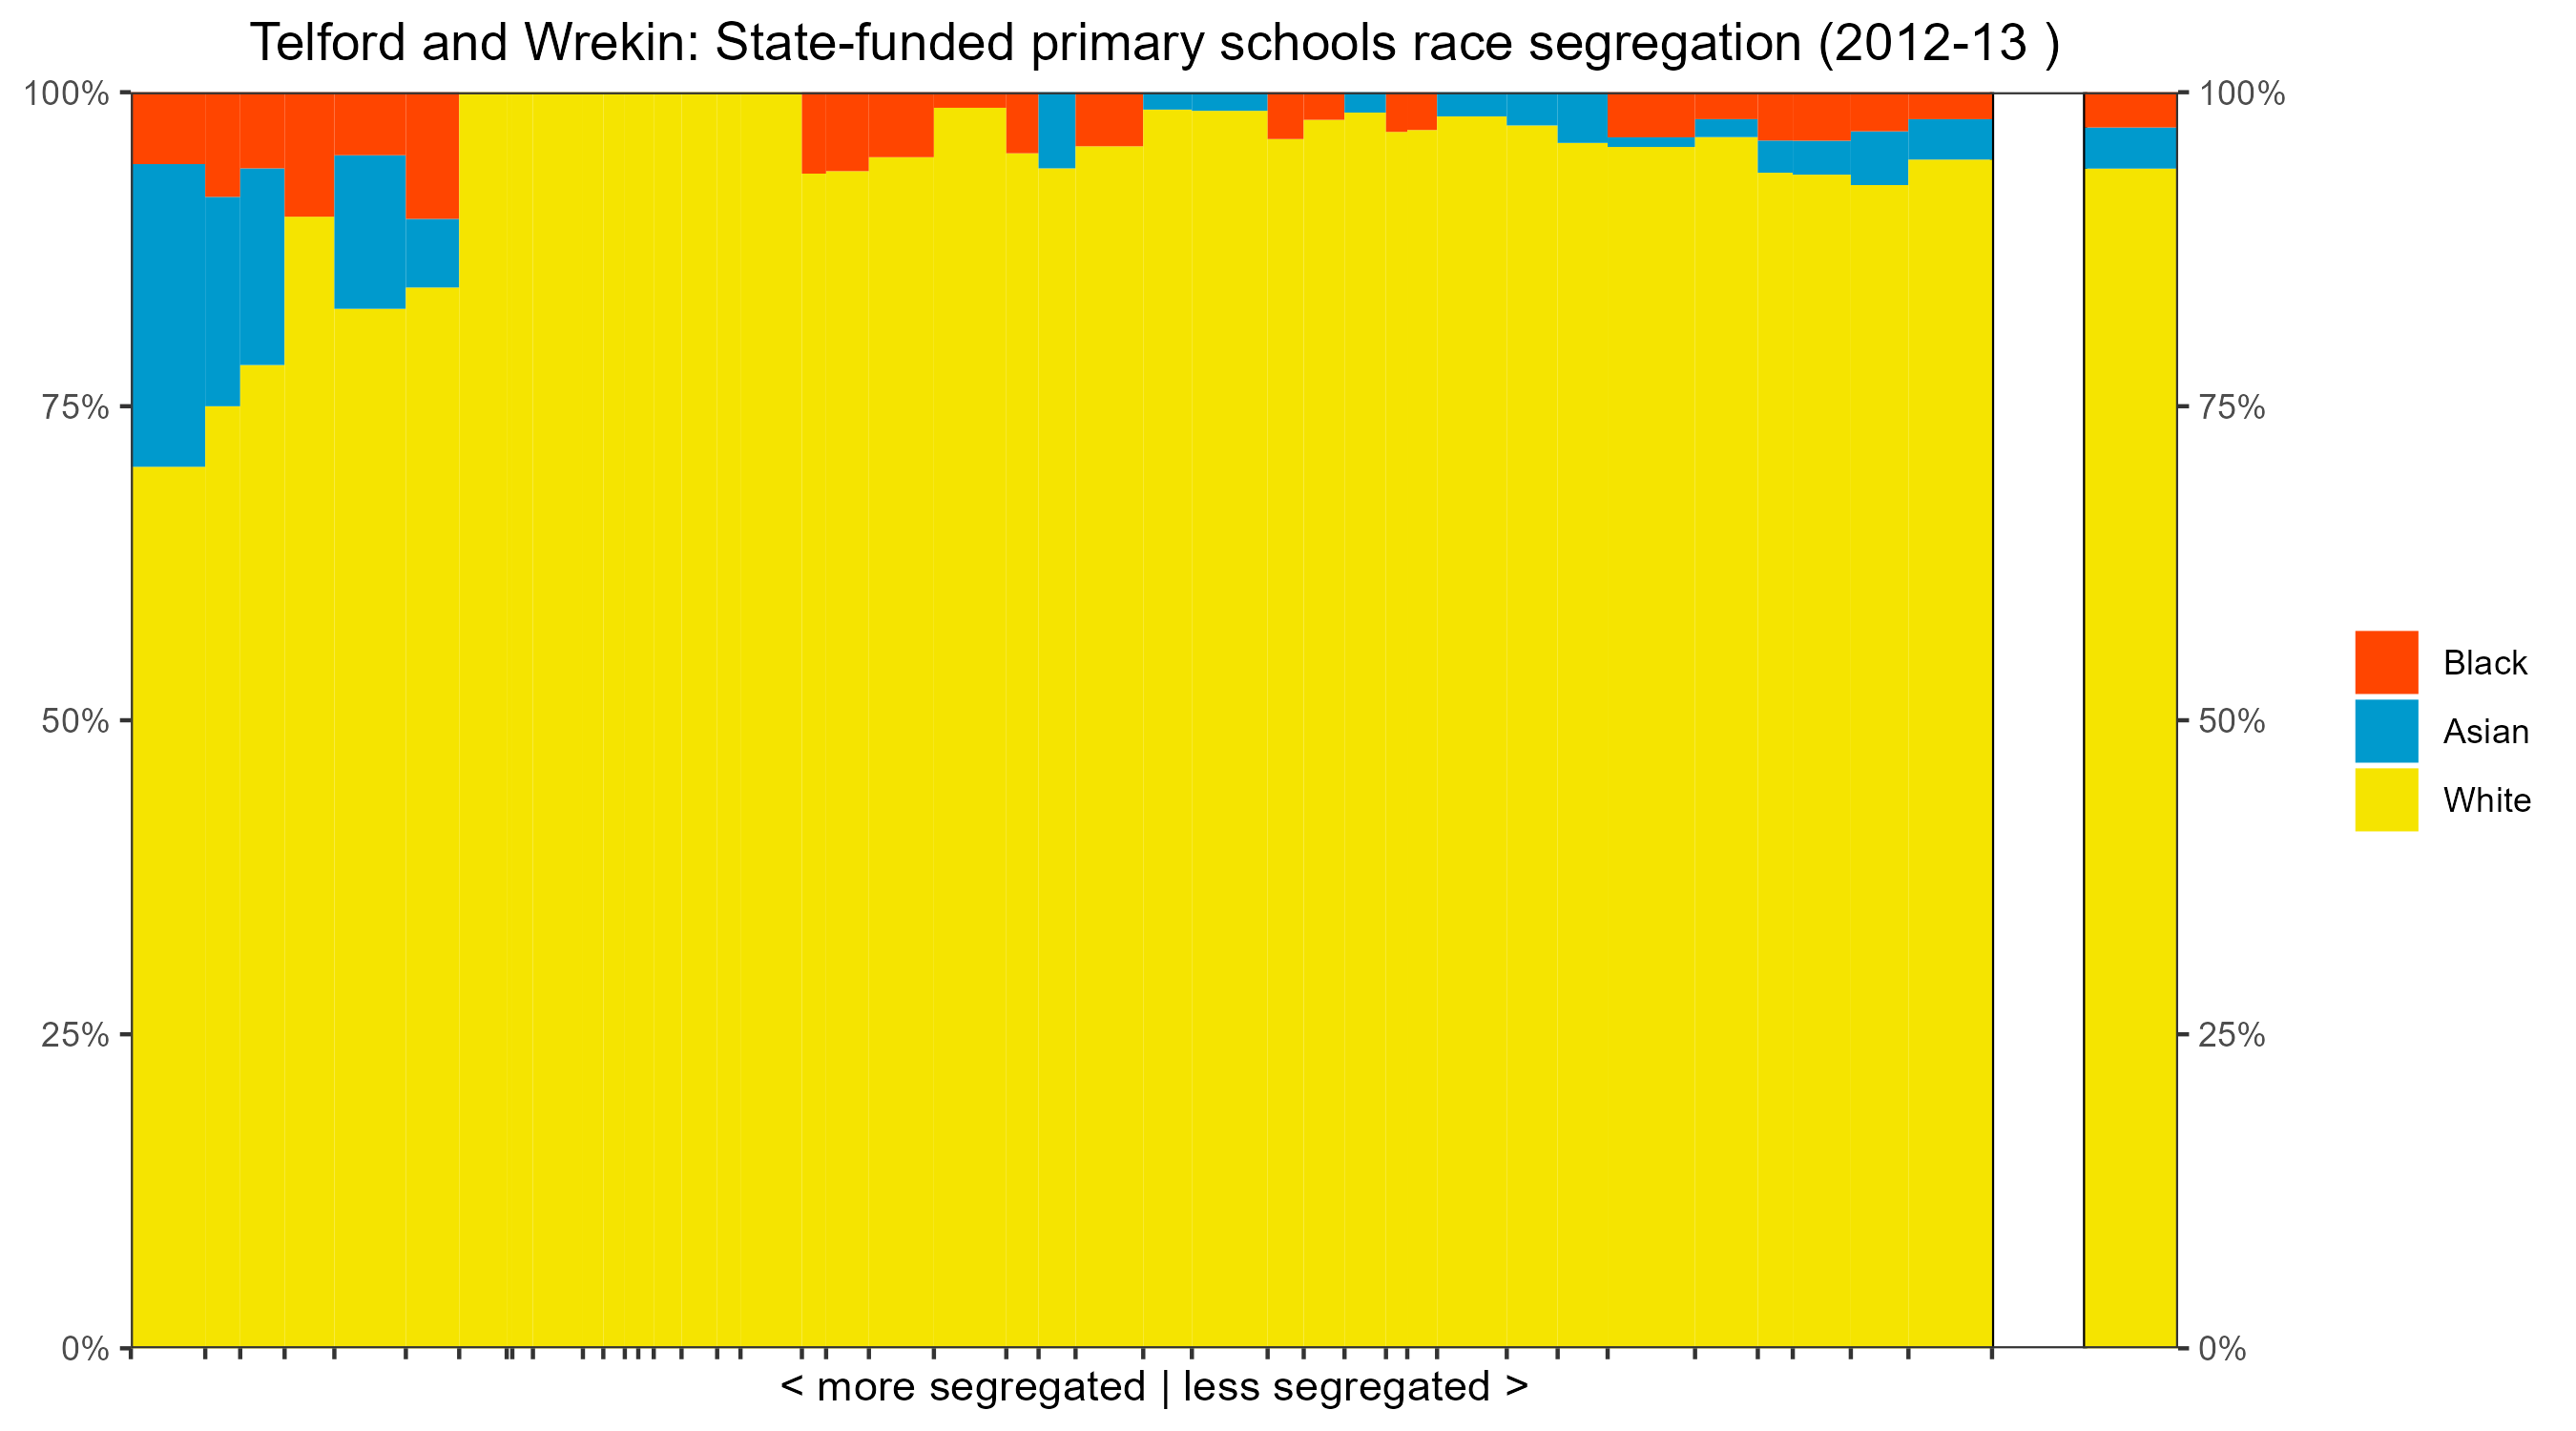 Telford and Wrekin: State-funded primary schools race segregation (2012-13 )
100%
75%
50%
25%
0%
100%
75%
50%
25%
0%
Black
Asian
White
< more segregated | less segregated >